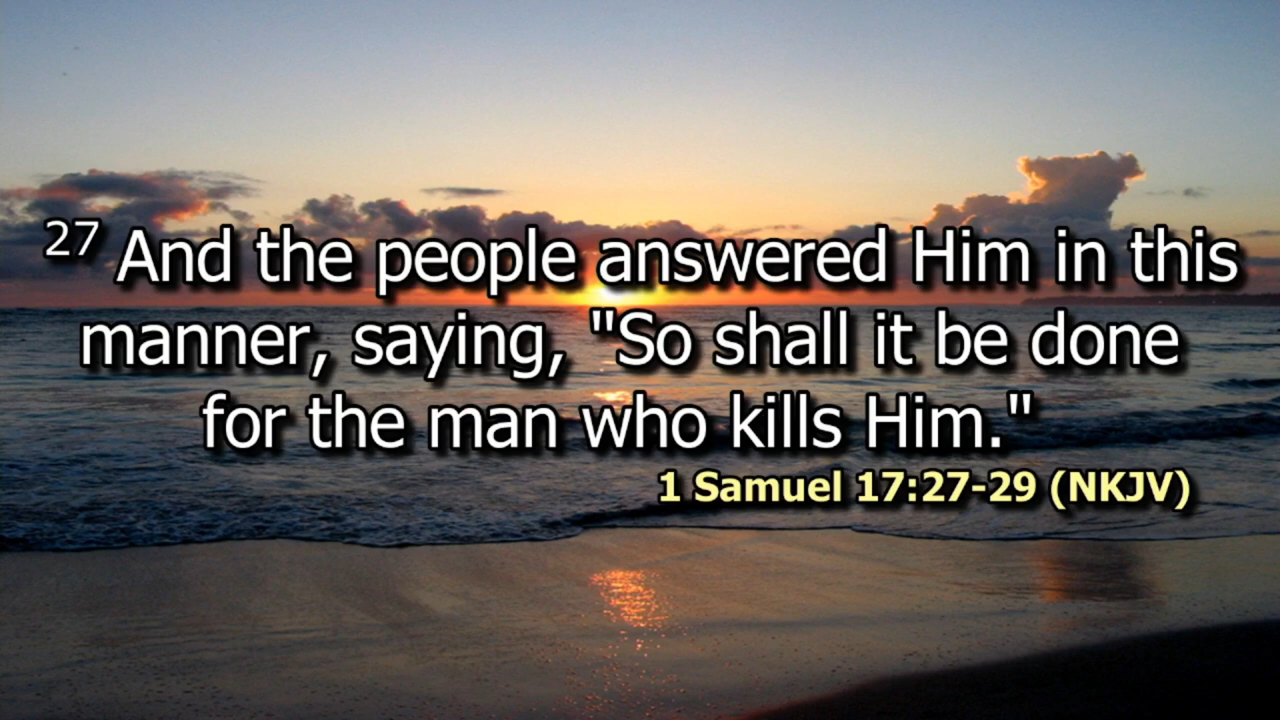 27 And the people answered Him in this
manner, saying, "So shall it be done
for the man who kills Him."
1 Samuel 17:27-29 (NKJV)